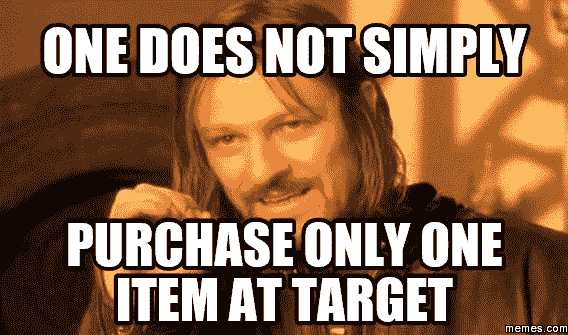 ONE DOES NOT SIMPLY
PURCHASE ONLY ONE
ITEM AT TARGET
memes.com